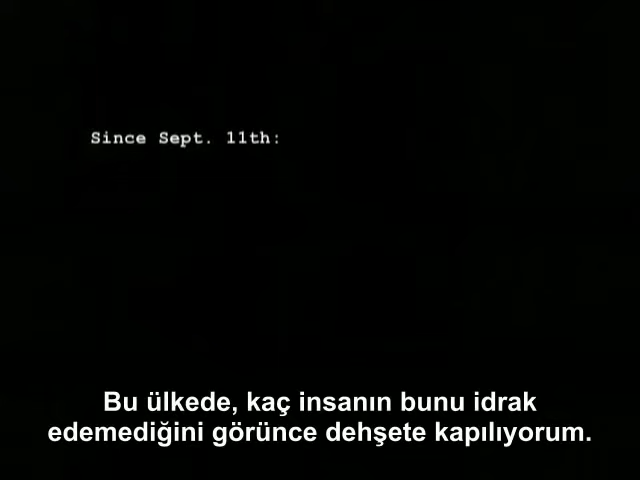 Since Sept. 11th:
Bu ülkede, kaç insanın bunu idrak
edemediğini görünce dehşete kapılıyorum.